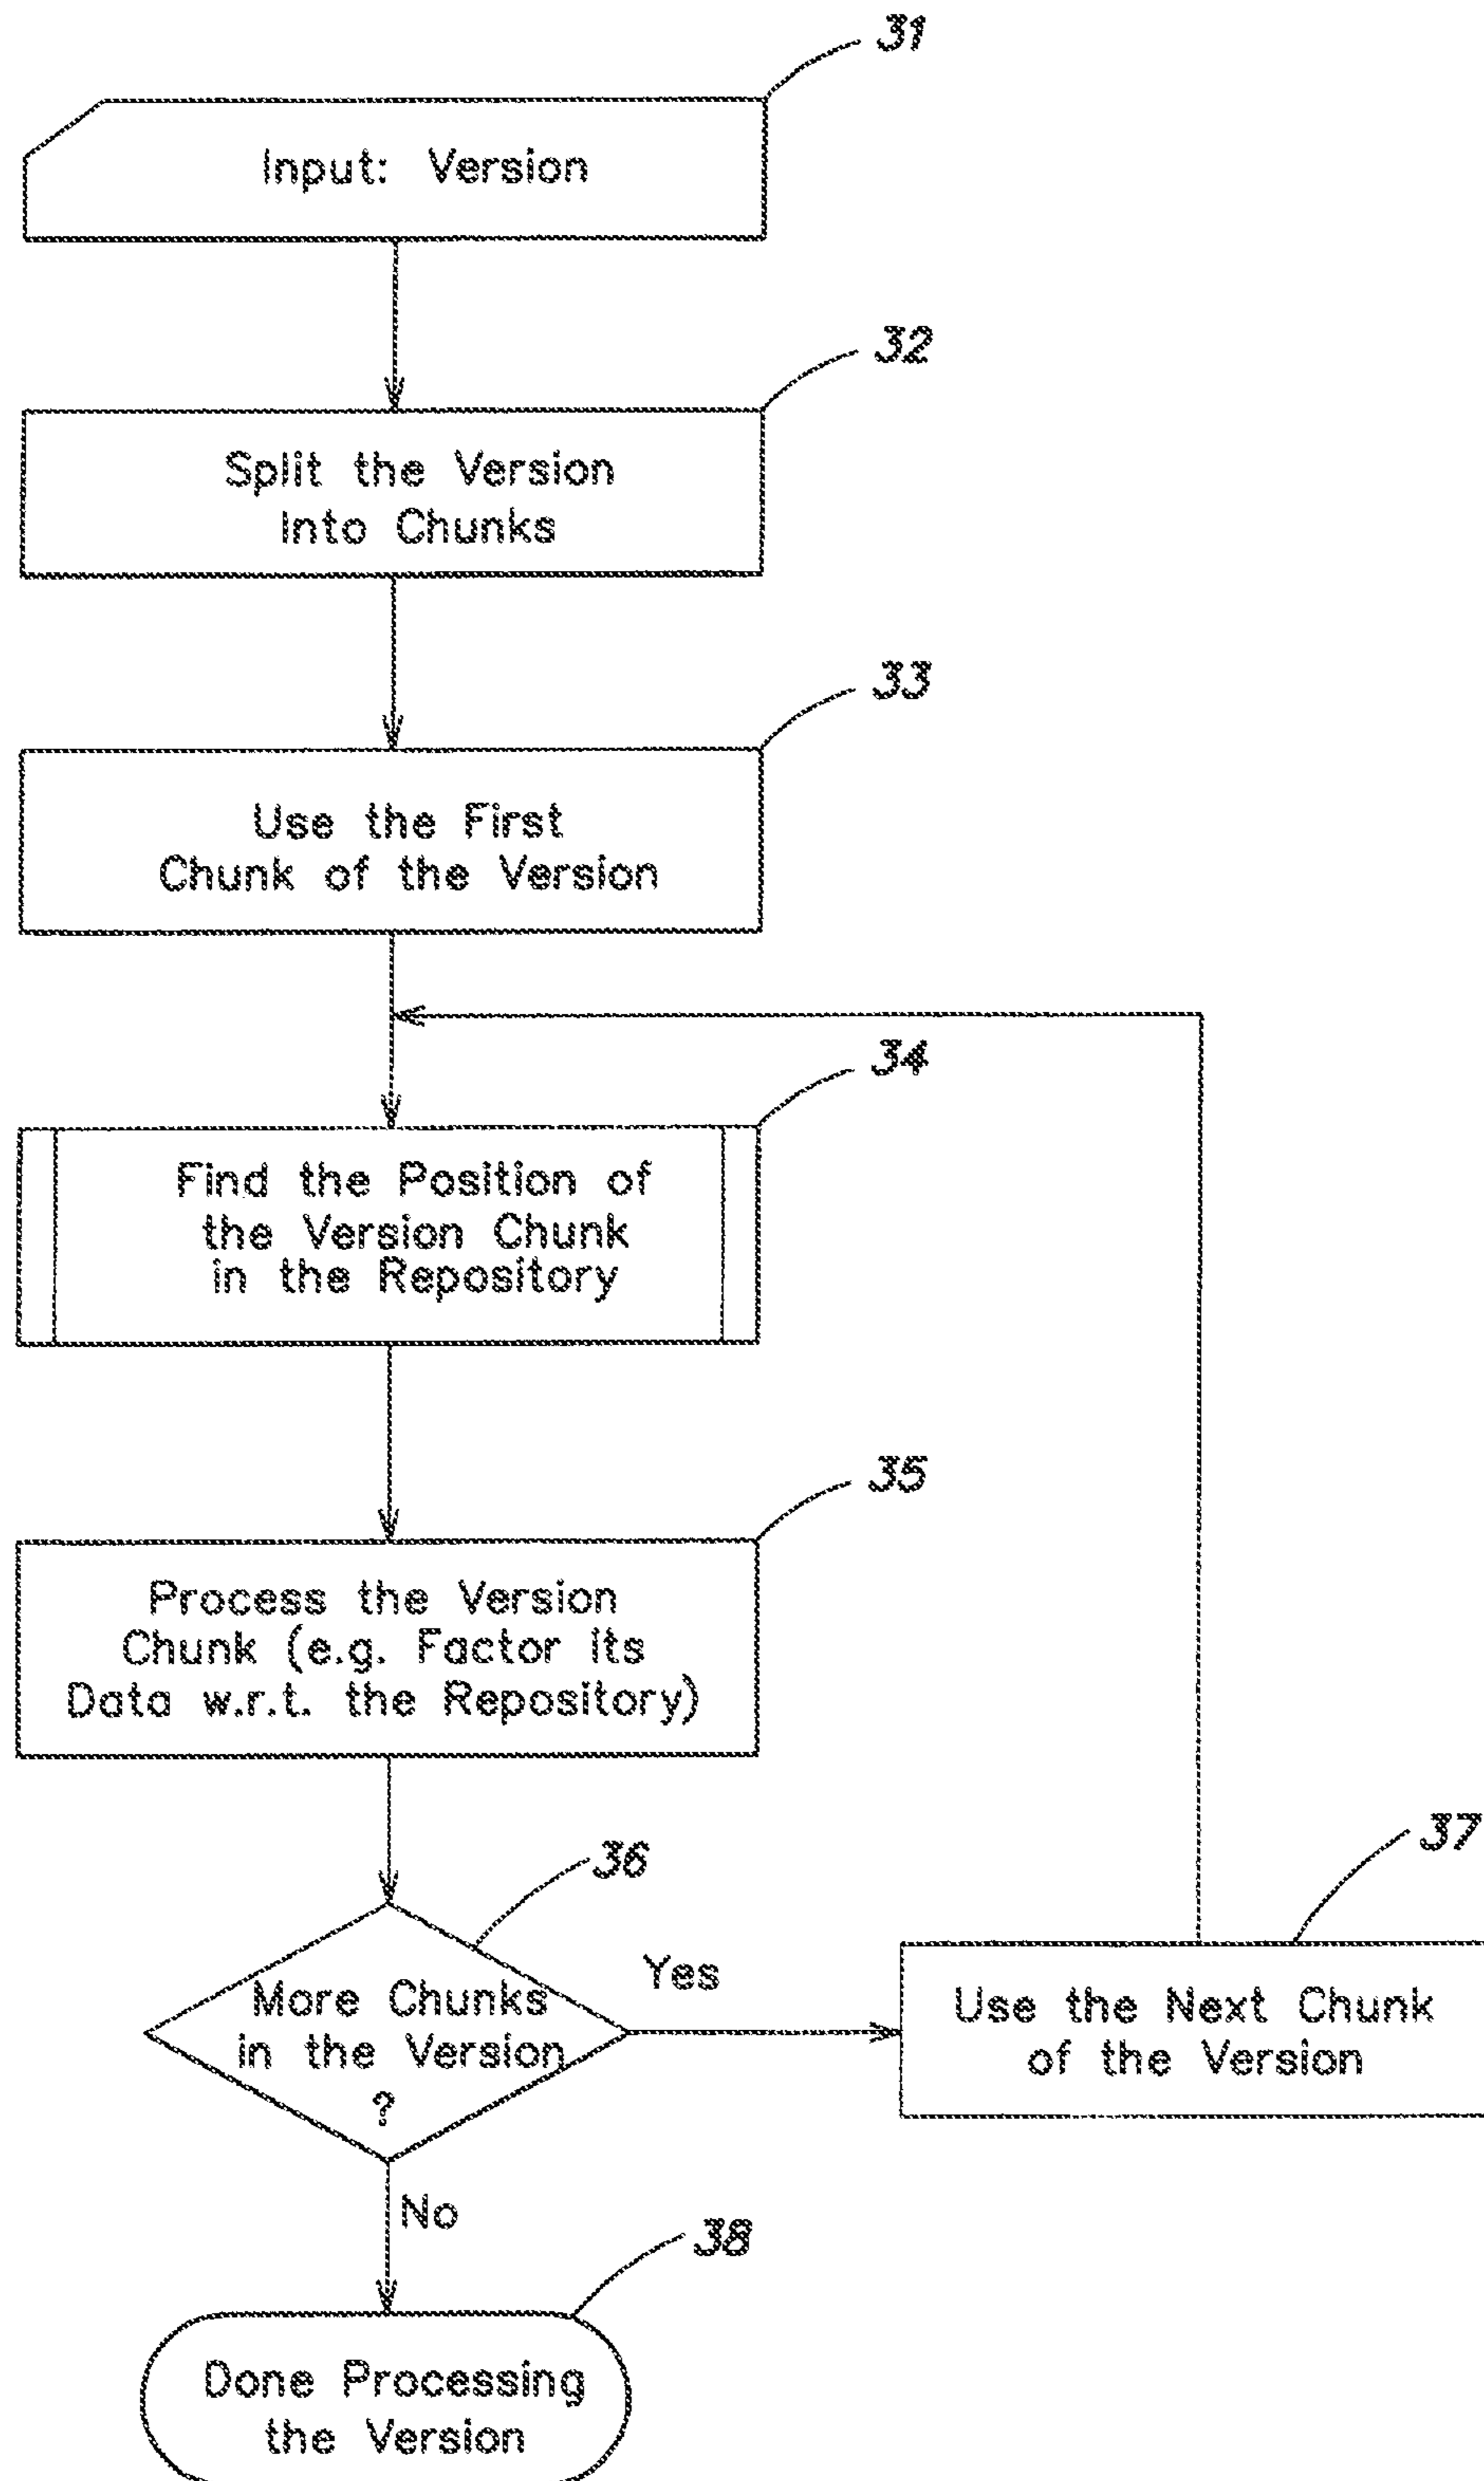 31
Input: Version
32
Split the Version
Into Chunks
33
Use the First
Chunk of the Version
34
Find the Position of
the Version Chunk
in the Repository
35
Process the Version
Chunk (e.g. Factor its
Data w.r.t. the Repository)
36
More Chunks
in the Version
?
Yes
37
Use the Next Chunk
of the Version
No
38
Done Processing
the Version